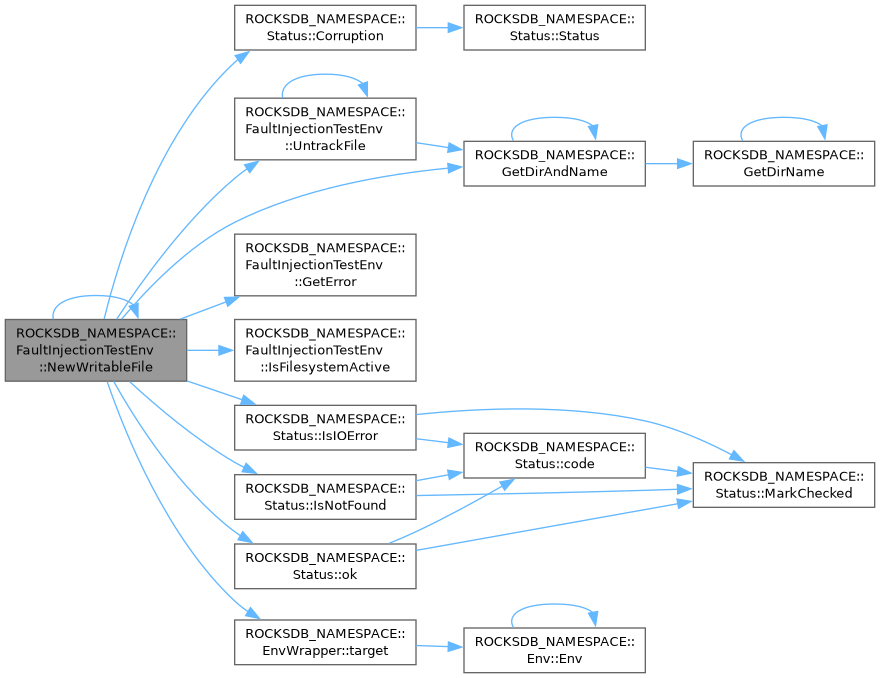 ROCKSDB_NAMESPACE::
Status::Corruption
ROCKSDB_NAMESPACE::
Status::Status
ROCKSDB_NAMESPACE::
FaultInjectionTestEnv
::UntrackFile
ROCKSDB_NAMESPACE::
GetDirAndName
ROCKSDB_NAMESPACE::
GetDirName
ROCKSDB_NAMESPACE::
FaultInjectionTestEnv
::GetError
ROCKSDB_NAMESPACE::
FaultInjectionTestEnv
::NewWritableFile
ROCKSDB_NAMESPACE::
FaultInjectionTestEnv
::IsFilesystemActive
ROCKSDB_NAMESPACE::
Status::IsIOError
ROCKSDB_NAMESPACE::
Status::code
ROCKSDB_NAMESPACE::
Status::MarkChecked
ROCKSDB_NAMESPACE::
Status::IsNotFound
ROCKSDB_NAMESPACE::
Status::ok
ROCKSDB_NAMESPACE::
EnvWrapper::target
ROCKSDB_NAMESPACE::
Env::Env